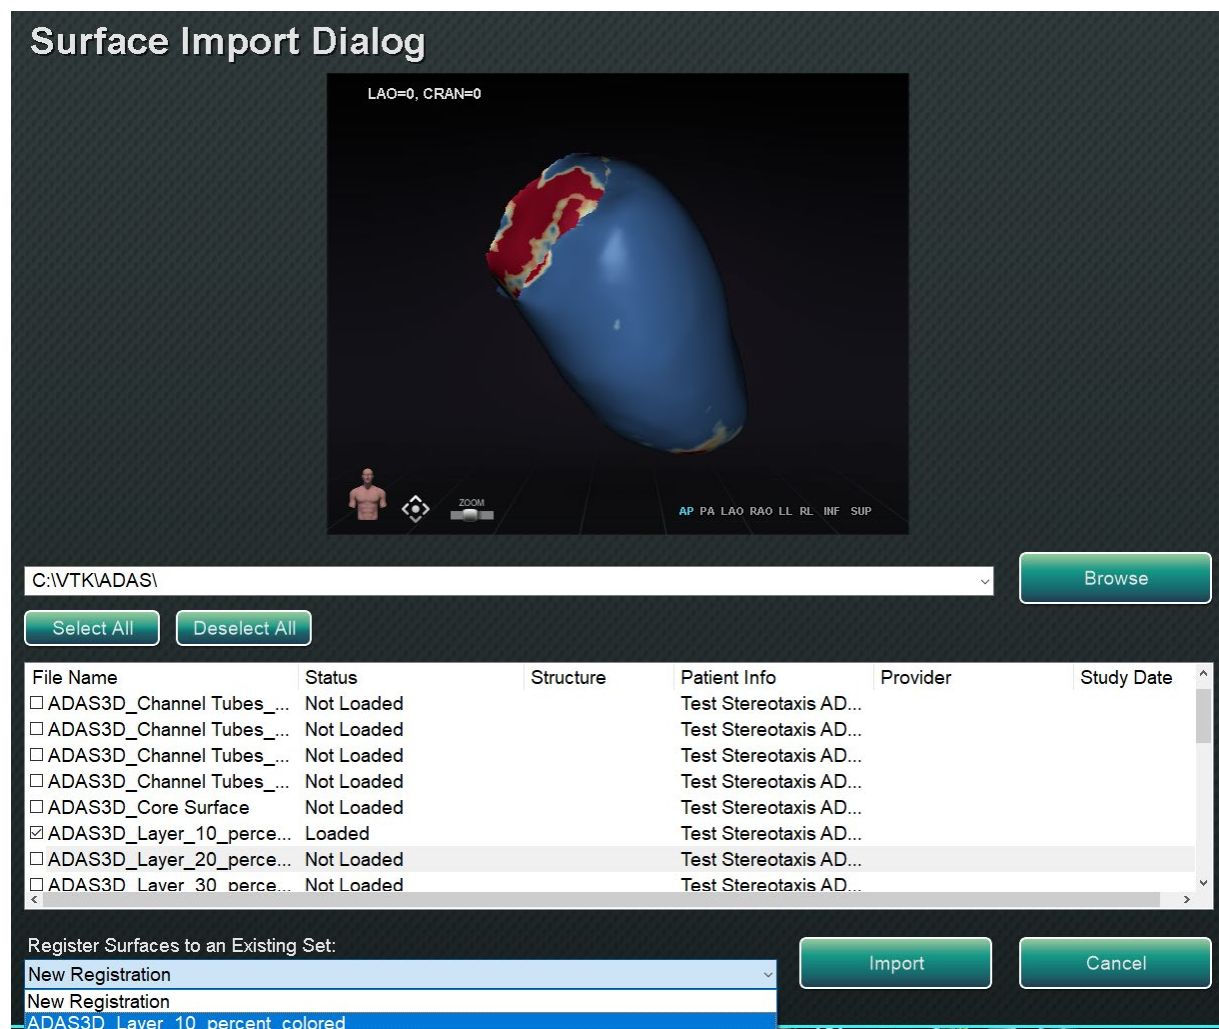 Surface Import Dialog
LAO=0, CRAN=0
ZOOM
AP PA LAO RAO LL RL INF SUP
C:\VTK\ADAS\
Browse
Select All Deselect All
File Name Status Structure Patient Info Provider Study Date
ADAS3D_Channel Tubes_... Not Loaded Test Stereotaxis AD...
ADAS3D_Channel Tubes_... Not Loaded Test Stereotaxis AD...
ADAS3D_Channel Tubes_... Not Loaded Test Stereotaxis AD...
ADAS3D_Channel Tubes_... Not Loaded Test Stereotaxis AD...
ADAS3D_Core Surface Not Loaded Test Stereotaxis AD...
ADAS3D_Layer_10_perce... Loaded Test Stereotaxis AD...
ADAS3D_Layer_20_perce... Not Loaded Test Stereotaxis AD...
ADAS3D_Layer_30_perce... Not Loaded Test Stereotaxis AD...
Register Surfaces to an Existing Set:
New Registration
Import Cancel
New Registration
ADAS3D_Layer_10_percent_colored